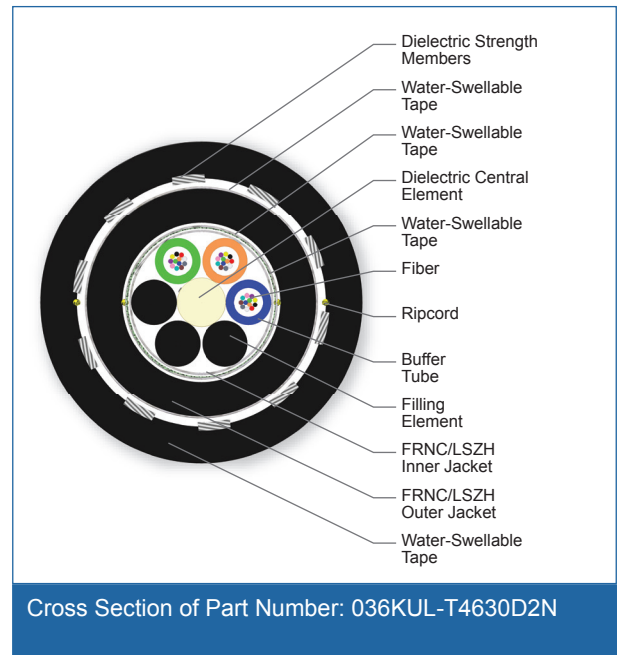 Dielectric Strength
Members
Water-Swellable
Tape
Water-Swellable
Tape
Dielectric Central
Element
Water-Swellable
Tape
Fiber
Ripcord
Buffer
Tube
Filling
Element
FRNC/LSZH
Inner Jacket
FRNC/LSZH
Outer Jacket
Water-Swellable
Tape
Cross Section of Part Number: 036KUL-T4630D2N